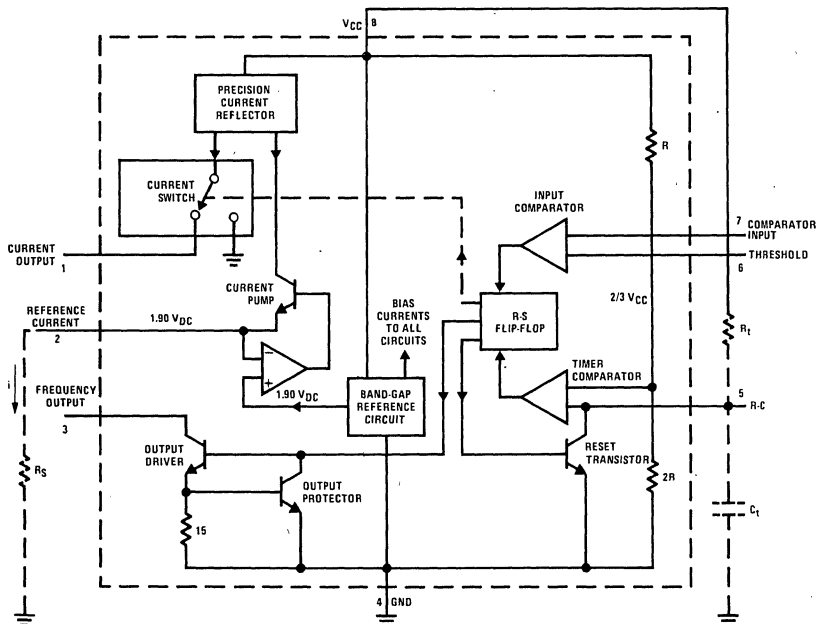 VCC 8
PRECISION
CURRENT
REFLECTOR
R
CURRENT
SWITCH
INPUT
COMPARATOR
7 COMPARATOR
INPUT
CURRENT
OUTPUT
1
THRESHOLD
6
CURRENT
PUMP
BIAS
CURRENTS
TO ALL
CIRCUITS
2/3 VCC
R-S
FLIP-FLOP
REFERENCE
CURRENT
2
1.90 VDC
Rt
−
+
TIMER
COMPARATOR
i
1.90 VDC
BAND-GAP
REFERENCE
CIRCUIT
5
R-C
FREQUENCY
OUTPUT
3
OUTPUT
DRIVER
RESET
TRANSISTOR
RS
OUTPUT
PROTECTOR
2R
15
Ct
4 GND